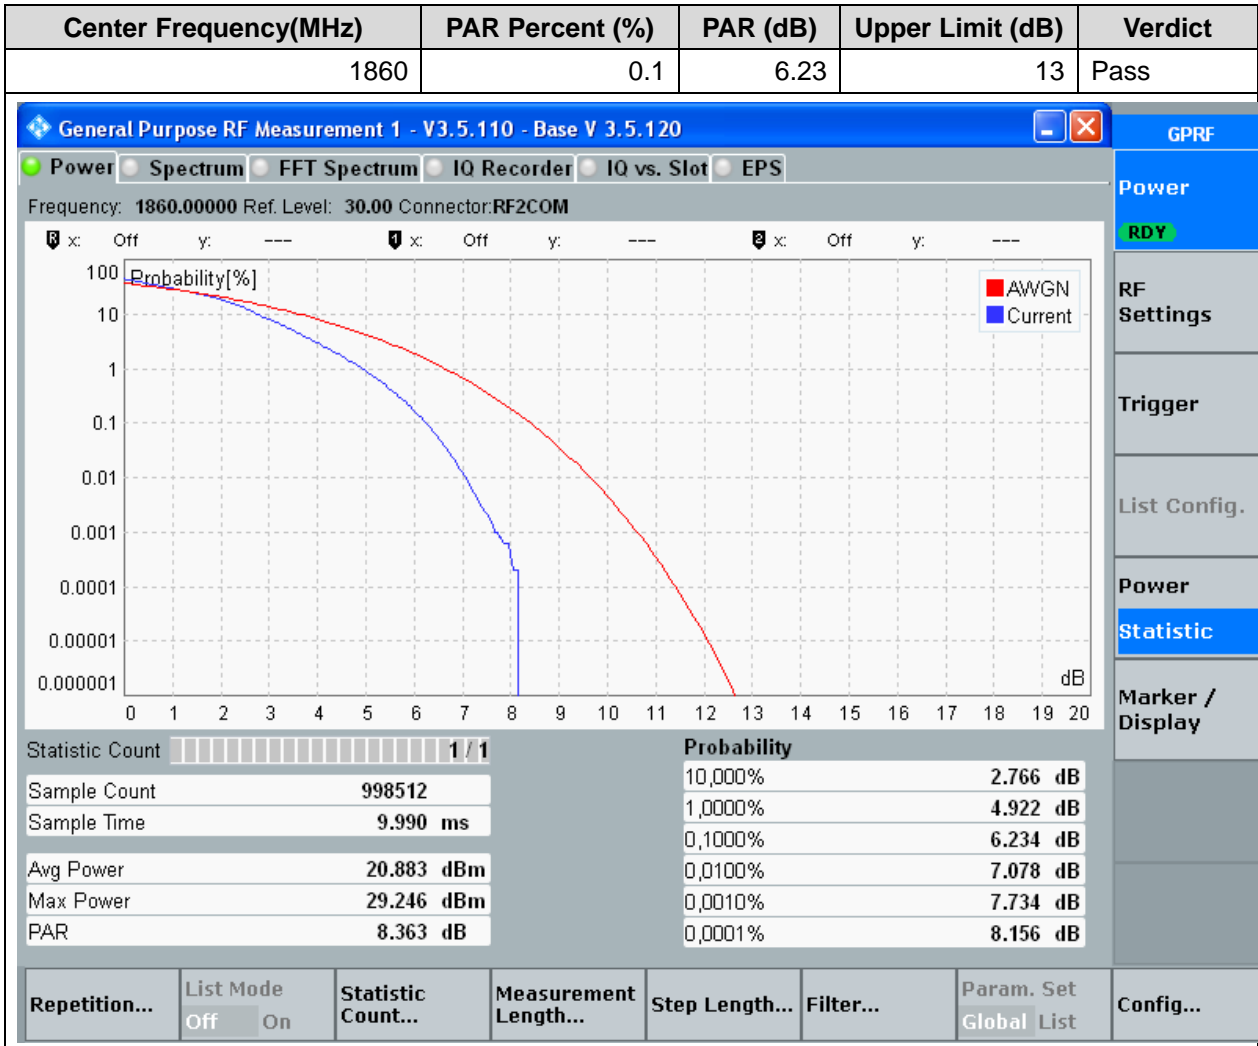 Center Frequency(MHz) PAR Percent (%) PAR (dB) Upper Limit (dB) Verdict
1860 0.1 6.23 13 Pass
General Purpose RF Measurement 1 - V3.5.110 - Base V 3.5.120
GPRF
Power Spectrum FFT Spectrum IQ Recorder IQ vs. Slot EPS
Frequency: 1860.00000 Ref. Level: 30.00 Connector:RF2COM
R x: Off y: --- 1 x: Off y: --- 2 x: Off y: ---
Probability[%]
100
10
1
0.1
0.01
0.001
0.0001
0.00001
0.000001
AWGN
Current
dB
0 1 2 3 4 5 6 7 8 9 10 11 12 13 14 15 16 17 18 19 20
Statistic Count 1 / 1
Sample Count 998512
Sample Time 9.990 ms
Avg Power 20.883 dBm
Max Power 29.246 dBm
PAR 8.363 dB
Probability
10,000% 2.766 dB
1,0000% 4.922 dB
0,1000% 6.234 dB
0,0100% 7.078 dB
0,0010% 7.734 dB
0,0001% 8.156 dB
Power
RDY
RF
Settings
Trigger
List Config.
Power
Statistic
Marker /
Display
Repetition...
List Mode
Off On
Statistic
Count...
Measurement
Length...
Step Length...
Filter...
Param. Set
Global List
Config...